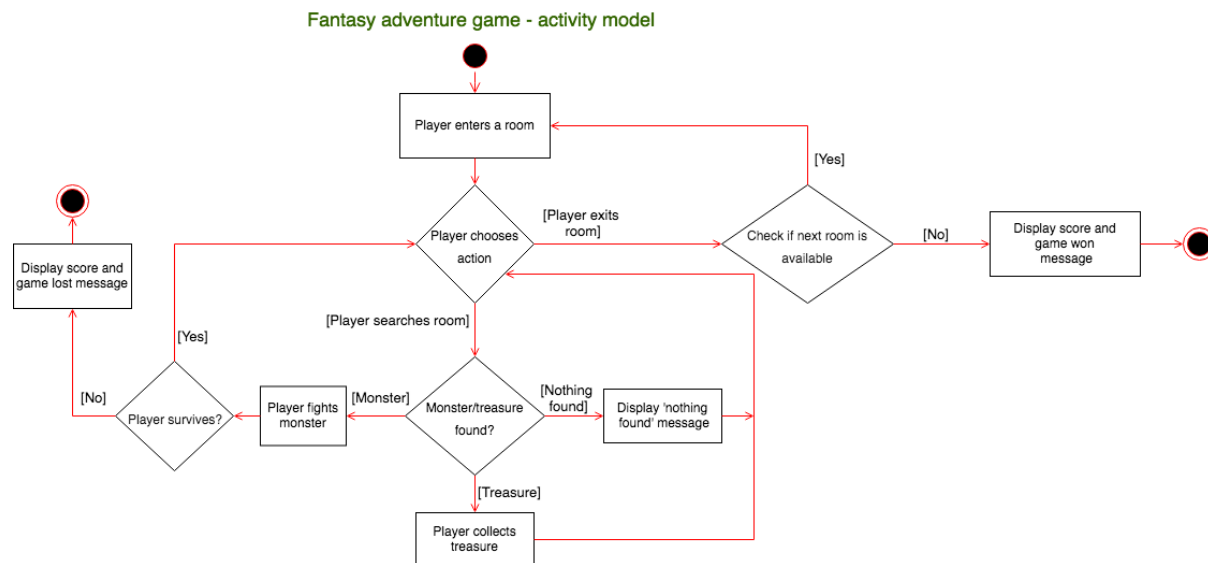 Fantasy adventure game - activity model
Player enters a room
[Yes]
[Player exits
room]
Player chooses
action
Check if next room is
available
[No]
Display score and
game won
message
Display score and
game lost message
[Player searches room]
[Yes]
[No]
Player survives?
Player fights
monster
[Monster]
Monster/treasure
found?
[Nothing
found]
Display 'nothing
found' message
[Treasure]
Player collects
treasure